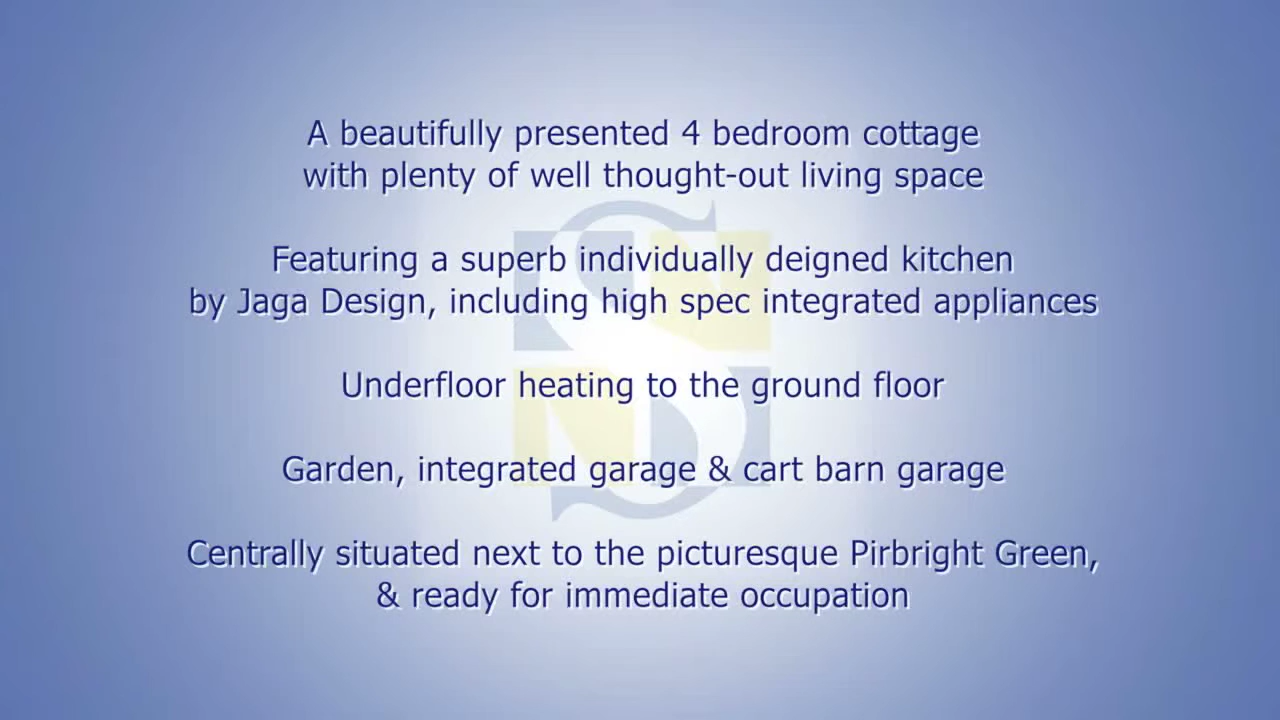 A beautifully presented 4 bedroom cottage
with plenty of well thought-out living space
Featuring a superb individually deigned kitchen
by Jaga Design, including high spec integrated appliances
Underfloor heating to the ground floor
Garden, integrated garage & cart barn garage
Centrally situated next to the picturesque Pirbright Green,
& ready for immediate occupation